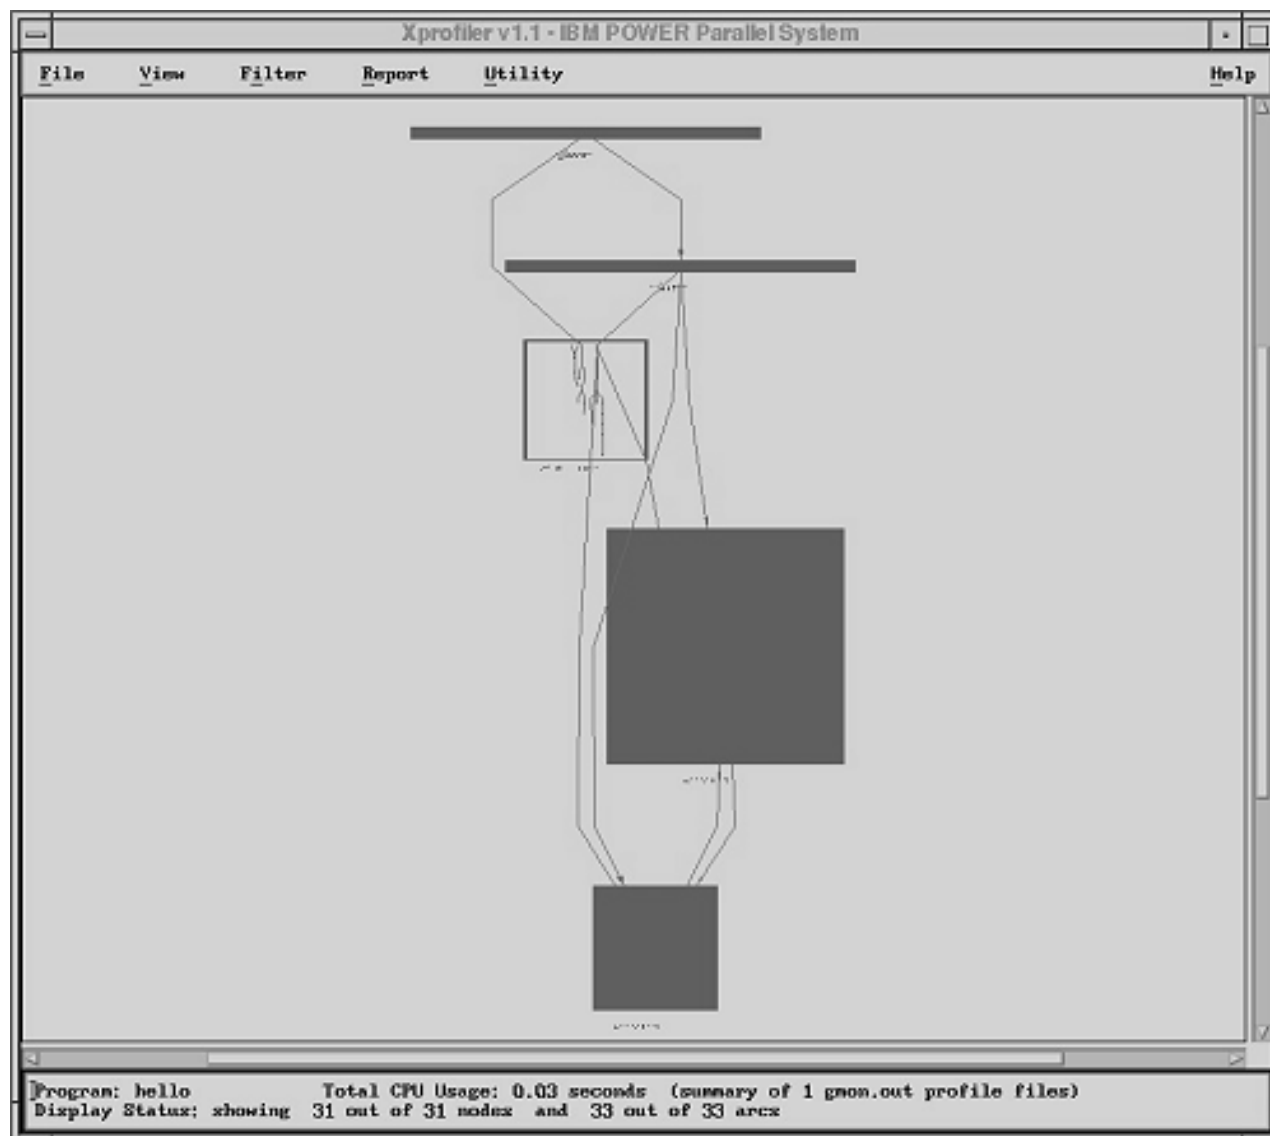 Xprofiler v1.1 - IBM POWER Parallel System
File View Filter Report Utility Help
Program: hello Total CPU Usage: 0.03 seconds (summary of 1 gmon.out profile files)
Display Status: showing 31 out of 31 nodes and 33 out of 33 arcs